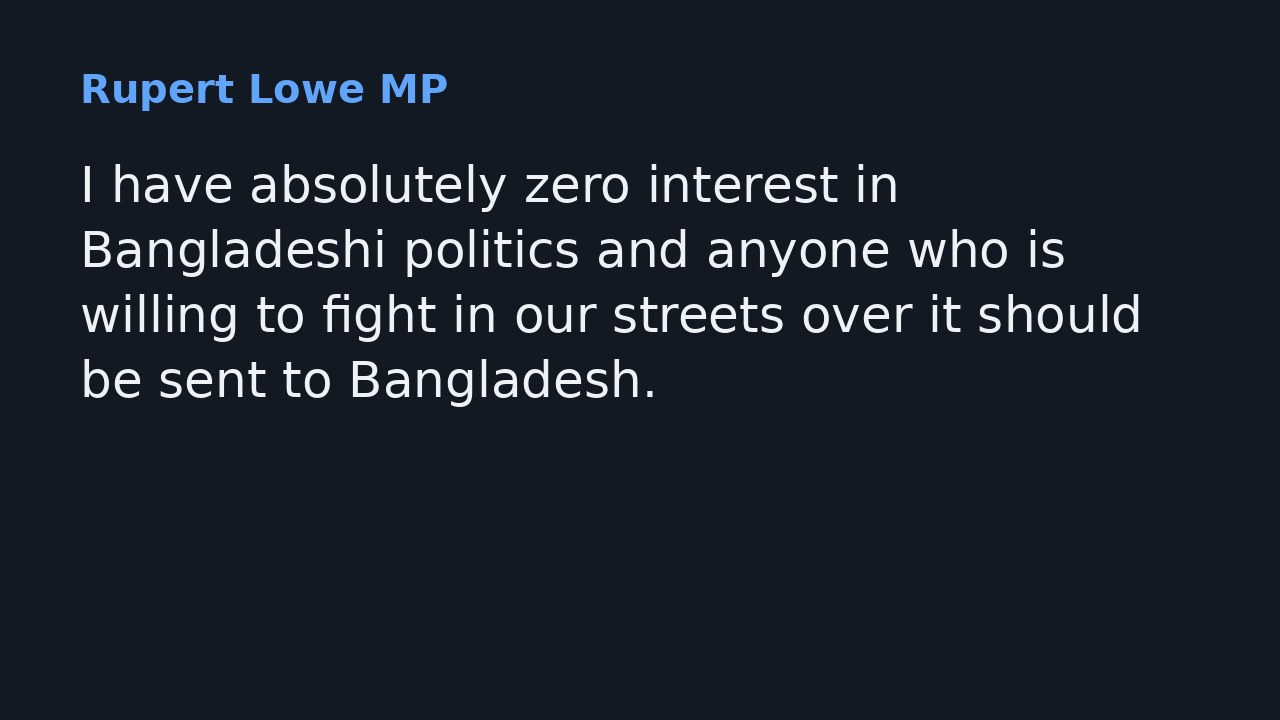 Rupert Lowe MP
I have absolutely zero interest in
Bangladeshi politics and anyone who is
willing to fight in our streets over it should
be sent to Bangladesh.